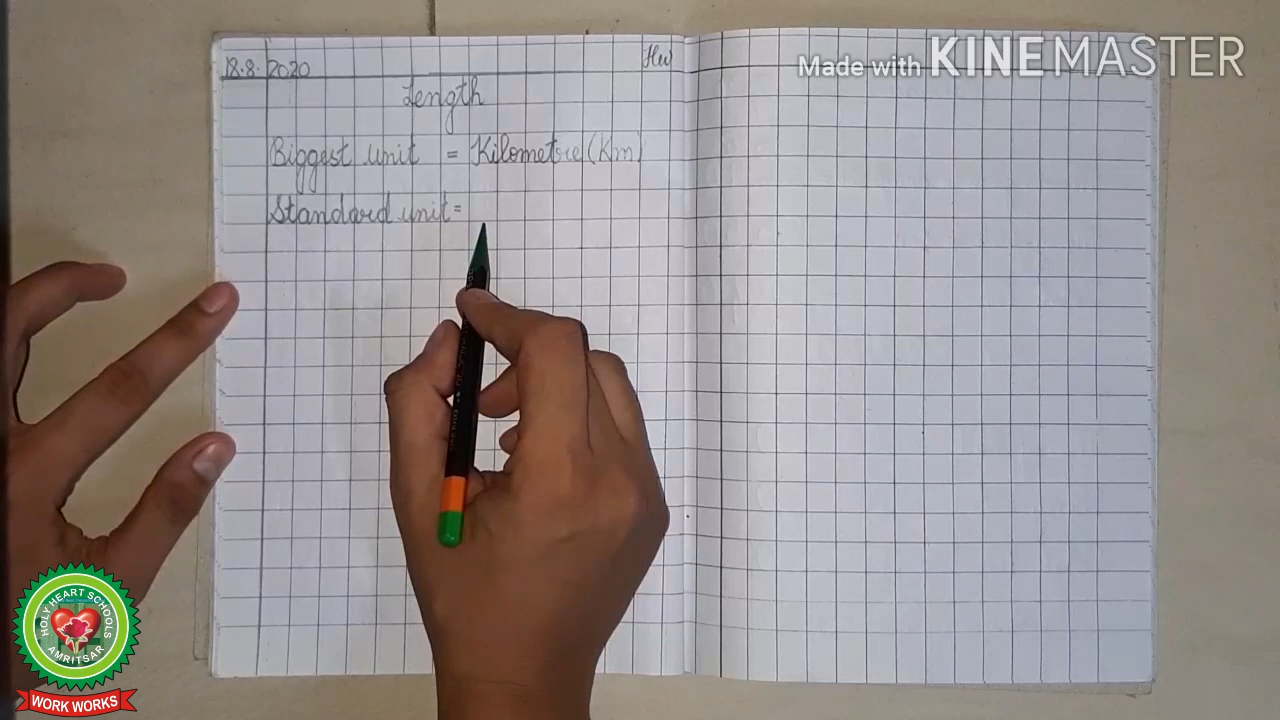 18.8.2020 Hw
Made with KINEMASTER
Length
Biggest unit = Kilometre (Km)
Standard unit =
HOLY HEART SCHOOLS
AMRITSAR
WORK WORKS